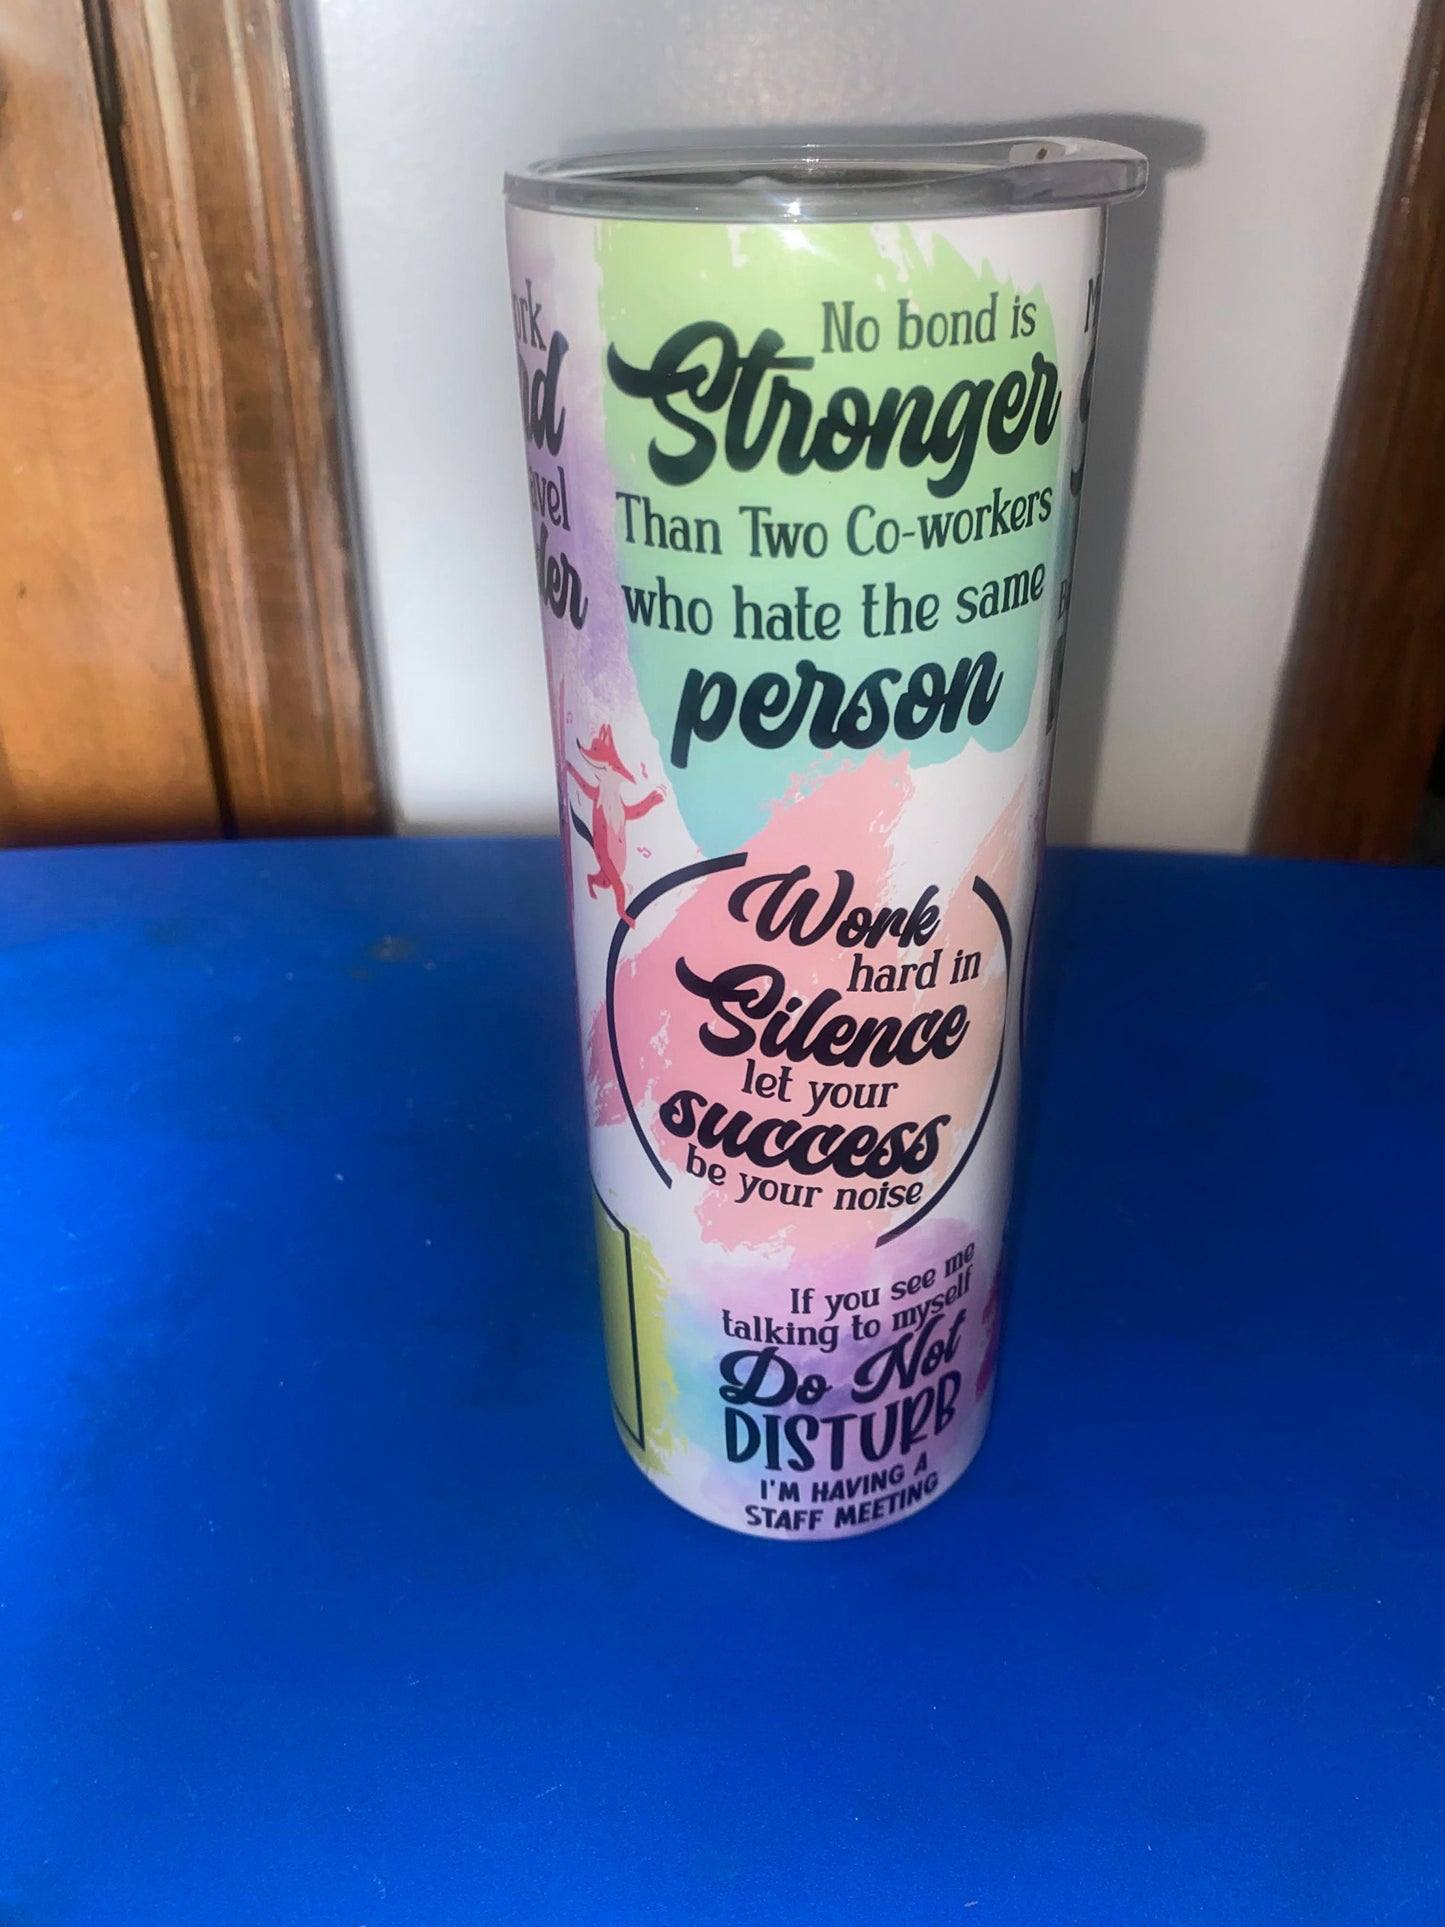 No bond is
Stronger
Than Two Co-workers
who hate the same
person
Work
hard in
Silence
let your
success
be your noise
If you see me
talking to myself
Do Not
DISTURB
I'M HAVING A
STAFF MEETING